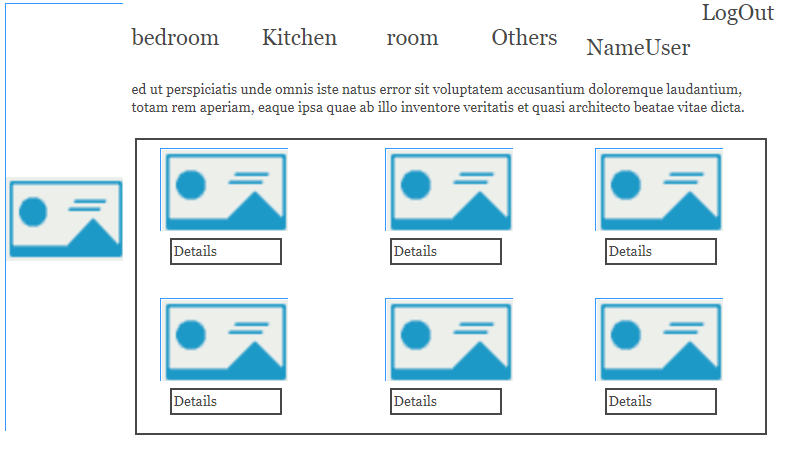 LogOut
bedroom Kitchen room Others NameUser
ed ut perspiciatis unde omnis iste natus error sit voluptatem accusantium doloremque laudantium,
totam rem aperiam, eaque ipsa quae ab illo inventore veritatis et quasi architecto beatae vitae dicta.
Details Details Details
Details Details Details